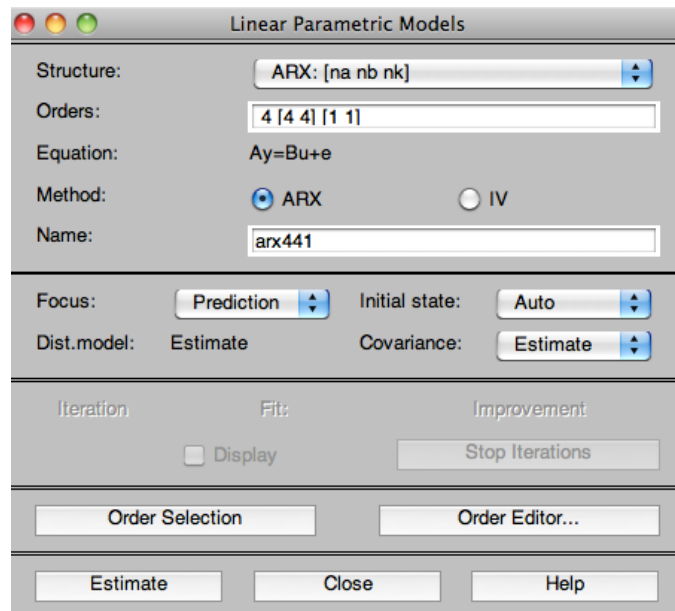 Linear Parametric Models
Structure: ARX: [na nb nk]
Orders: 4 [4 4] [1 1]
Equation: Ay=Bu+e
Method: ARX IV
Name: arx441
Focus: Prediction Initial state: Auto
Dist.model: Estimate Covariance: Estimate
Iteration Fit: Improvement
Display Stop Iterations
Order Selection Order Editor...
Estimate Close Help